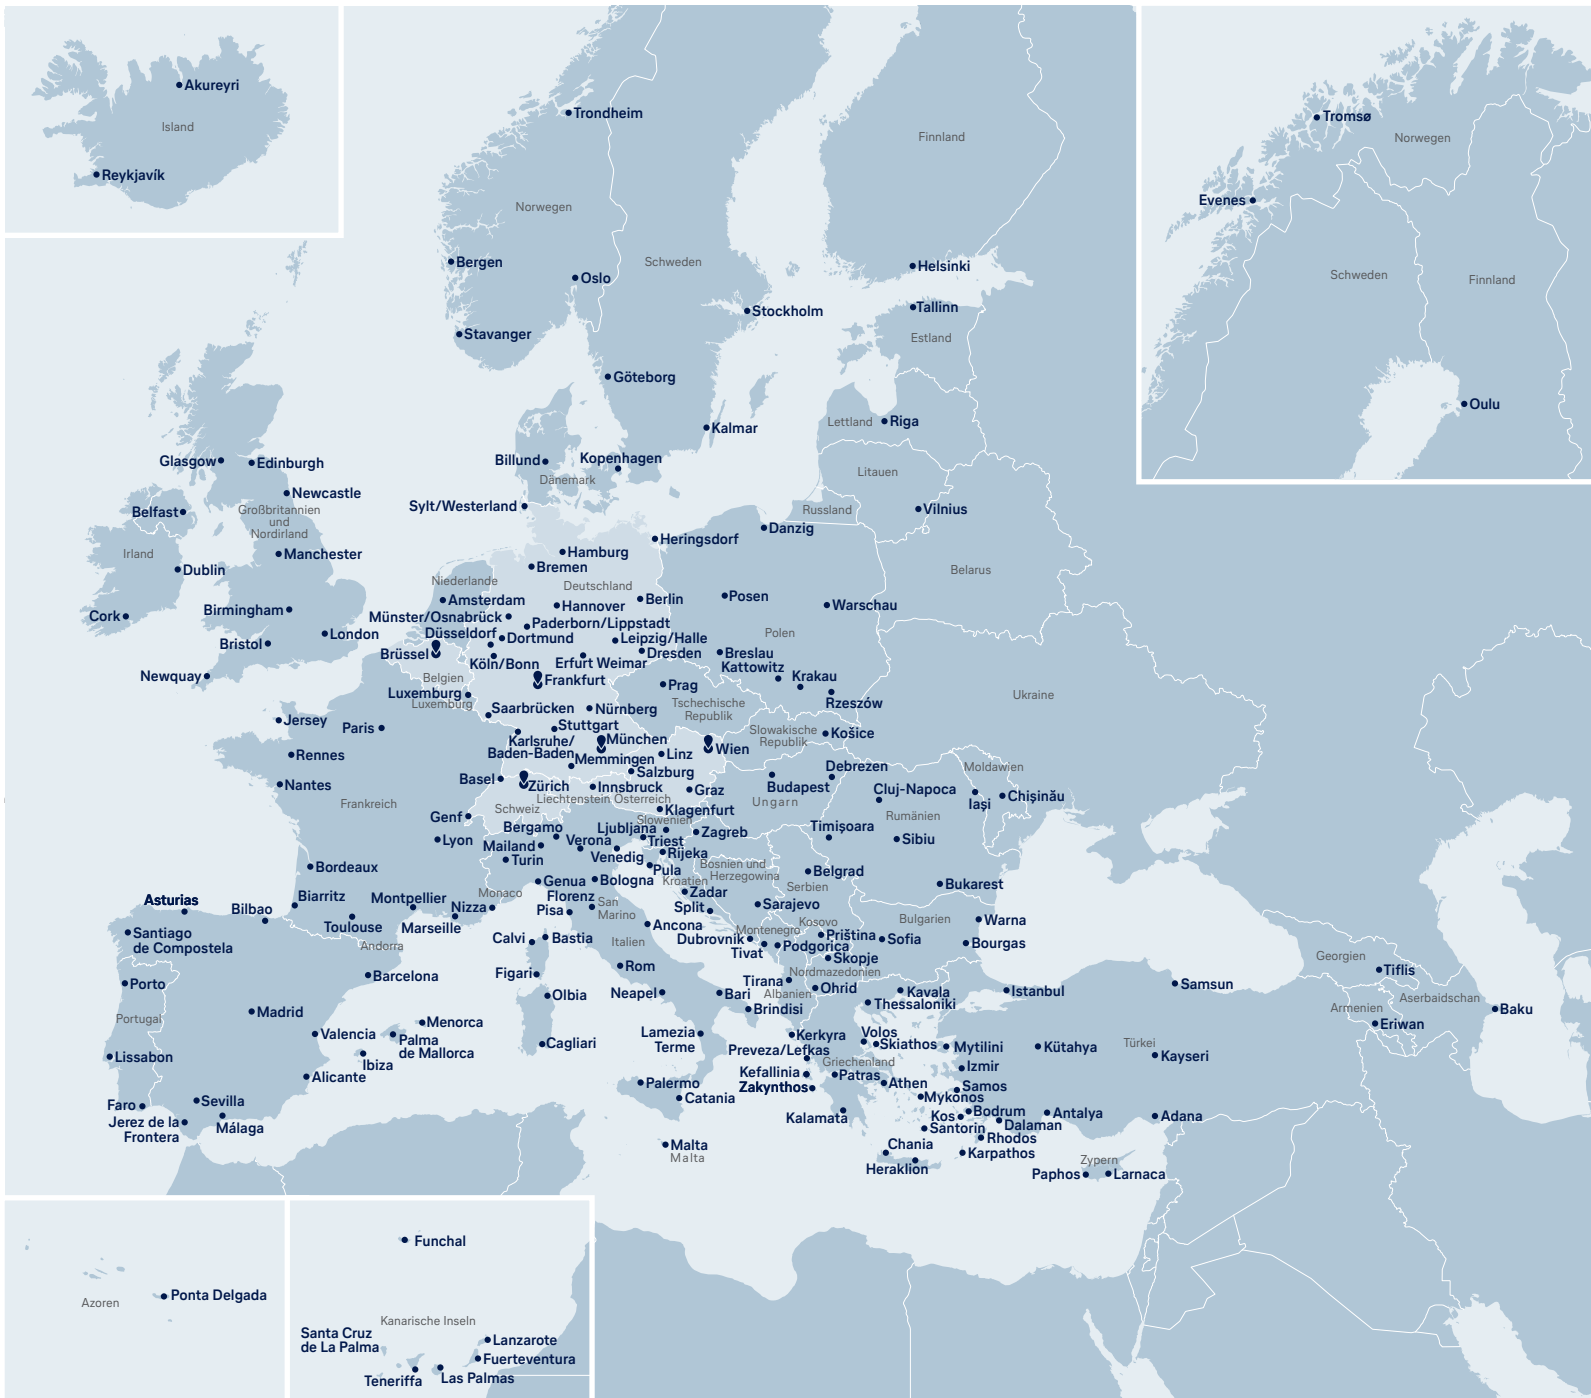 Akureyri
Island
Reykjavík
Trondheim
Finnland
Norwegen
Bergen
Oslo
Schweden
Helsinki
Stockholm
Tallinn
Estland
Stavanger
Göteborg
Kalmar
Lettland
Riga
Tromsø
Norwegen
Evenes
Schweden
Finnland
Oulu
Glasgow
Edinburgh
Billund
Kopenhagen
Dänemark
Litauen
Newcastle
Belfast
Großbritannien
und
Nordirland
Sylt/Westerland
Russland
Vilnius
Danzig
Heringsdorf
Irland
Manchester
Dublin
Hamburg
Bremen
Belarus
Niederlande
Deutschland
Amsterdam
Hannover
Berlin
Posen
Warschau
Cork
Birmingham
Münster/Osnabrück
Paderborn/Lippstadt
London
Düsseldorf
Dortmund
Leipzig/Halle
Polen
Bristol
Brüssel
Köln/Bonn
Erfurt Weimar
Dresden
Breslau
Kattowitz
Krakau
Newquay
Belgien
Frankfurt
Luxemburg
Luxemburg
Prag
Rzeszów
Ukraine
Tschechische
Republik
Jersey
Paris
Saarbrücken
Nürnberg
Stuttgart
Karlsruhe/
Baden-Baden
München
Wien
Slowakische
Republik
Košice
Rennes
Memmingen
Linz
Salzburg
Debrezen
Moldawien
Nantes
Basel
Zürich
Innsbruck
Graz
Budapest
Ungarn
Cluj-Napoca
Iași
Chişinău
Frankreich
Schweiz
Liechtenstein
Österreich
Klagenfurt
Rumänien
Genf
Slowenien
Lyon
Bergamo
Ljubljana
Zagreb
Timișoara
Sibiu
Mailand
Verona
Triest
Turin
Venedig
Rijeka
Bordeaux
Pula
Bosnien und
Herzegowina
Belgrad
Serbien
Bukarest
Genua
Bologna
Kroatien
Zadar
Asturias
Bilbao
Biarritz
Montpellier
Monaco
Nizza
Florenz
Pisa
San
Marino
Split
Sarajevo
Toulouse
Marseille
Ancona
Kosovo
Bulgarien
Warna
Santiago
de Compostela
Andorra
Calvi
Bastia
Italien
Dubrovnik
Montenegro
Tivat
Podgorica
Priština
Sofia
Bourgas
Skopje
Nordmazedonien
Barcelona
Figari
Rom
Tirana
Albanien
Ohrid
Georgien
Tiflis
Porto
Olbia
Neapel
Bari
Kavala
Istanbul
Samsun
Thessaloniki
Armenien
Aserbaidschan
Baku
Portugal
Madrid
Menorca
Brindisi
Eriwan
Valencia
Palma
de Mallorca
Lamezia
Terme
Kerkyra
Volos
Skiathos
Mytilini
Kütahya
Türkei
Kayseri
Lissabon
Ibiza
Cagliari
Preveza/Lefkas
Griechenland
Izmir
Alicante
Palermo
Kefallinia
Zakynthos
Patras
Athen
Samos
Mykonos
Faro
Sevilla
Catania
Kalamata
Kos
Bodrum
Antalya
Adana
Jerez de la
Frontera
Málaga
Santorin
Dalaman
Rhodos
Malta
Malta
Chania
Karpathos
Zypern
Heraklion
Paphos
Larnaca
Azoren
Ponta Delgada
Funchal
Kanarische Inseln
Santa Cruz
de La Palma
Lanzarote
Fuerteventura
Teneriffa
Las Palmas